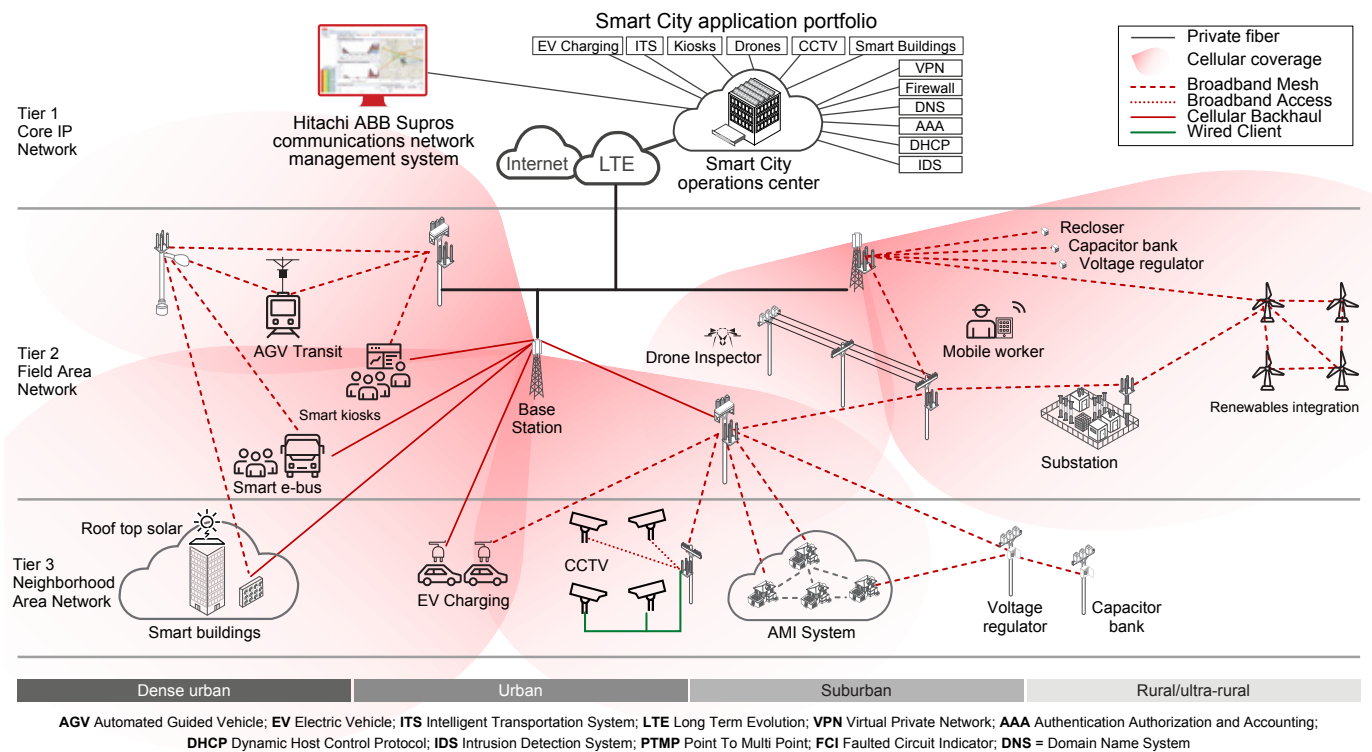 Smart City application portfolio
EV Charging
ITS
Kiosks
Drones
CCTV
Smart Buildings
VPN
Firewall
DNS
AAA
DHCP
IDS
Private fiber
Cellular coverage
Broadband Mesh
Broadband Access
Cellular Backhaul
Wired Client
Tier 1
Core IP
Network
Hitachi ABB Supros
communications network
management system
Internet
LTE
Smart City
operations center
Recloser
Capacitor bank
Voltage regulator
Tier 2
Field Area
Network
AGV Transit
Smart kiosks
Base
Station
Drone Inspector
Mobile worker
Renewables integration
Substation
Smart e-bus
Tier 3
Neighborhood
Area Network
Roof top solar
Smart buildings
EV Charging
CCTV
AMI System
Voltage
regulator
Capacitor
bank
Dense urban
Urban
Suburban
Rural/ultra-rural
AGV Automated Guided Vehicle; EV Electric Vehicle; ITS Intelligent Transportation System; LTE Long Term Evolution; VPN Virtual Private Network; AAA Authentication Authorization and Accounting;
DHCP Dynamic Host Control Protocol; IDS Intrusion Detection System; PTMP Point To Multi Point; FCI Faulted Circuit Indicator; DNS = Domain Name System